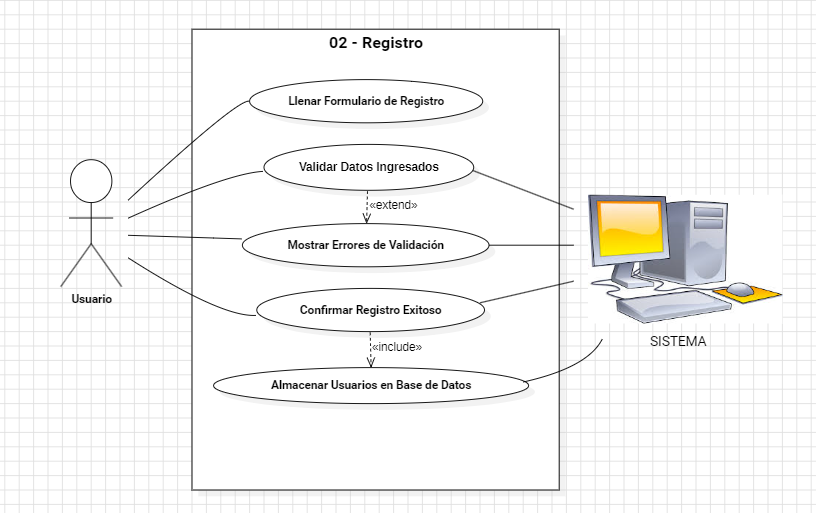 02 - Registro
Llenar Formulario de Registro
Validar Datos Ingresados
«extend»
Mostrar Errores de Validación
Usuario
Confirmar Registro Exitoso
SISTEMA
«include»
Almacenar Usuarios en Base de Datos